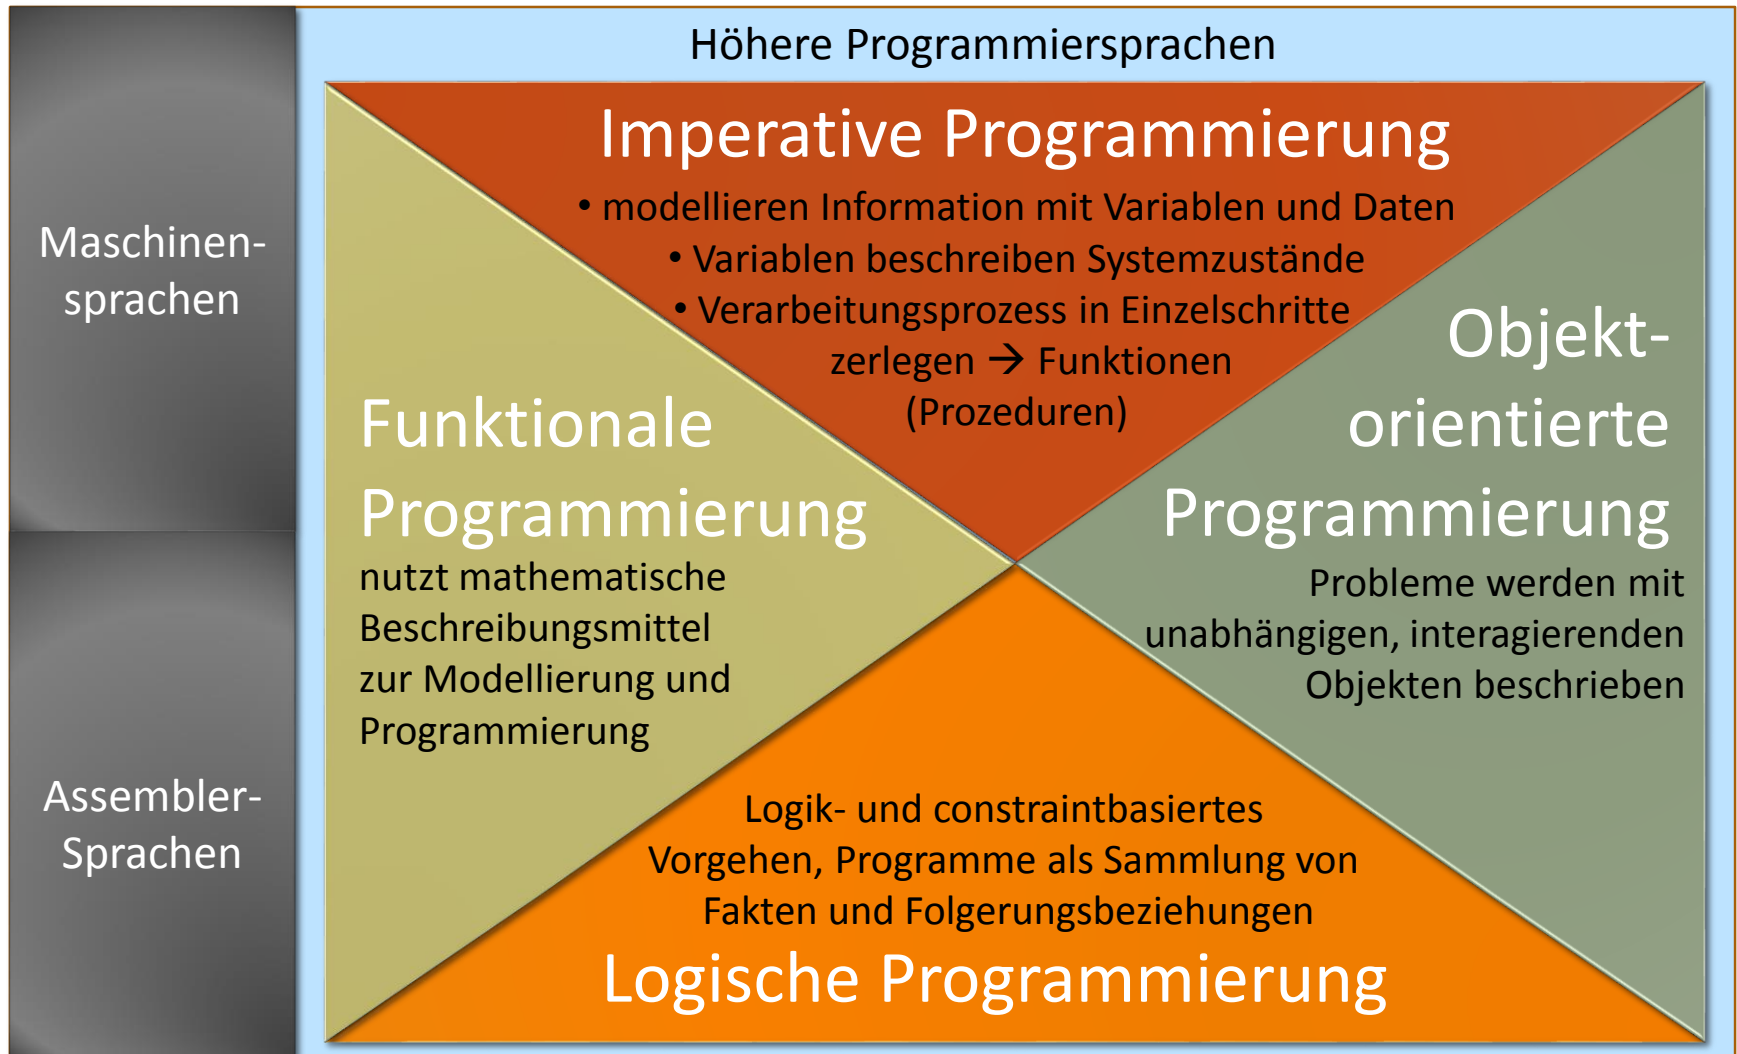 Maschinen-
sprachen
Assembler-
Sprachen
Höhere Programmiersprachen
Imperative Programmierung
• modellieren Information mit Variablen und Daten
• Variablen beschreiben Systemzustände
• Verarbeitungsprozess in Einzelschritte
zerlegen → Funktionen
(Prozeduren)
Funktionale
Programmierung
nutzt mathematische
Beschreibungsmittel
zur Modellierung und
Programmierung
Objekt-
orientierte
Programmierung
Probleme werden mit
unabhängigen, interagierenden
Objekten beschrieben
Logik- und constraintbasiertes
Vorgehen, Programme als Sammlung von
Fakten und Folgerungsbeziehungen
Logische Programmierung